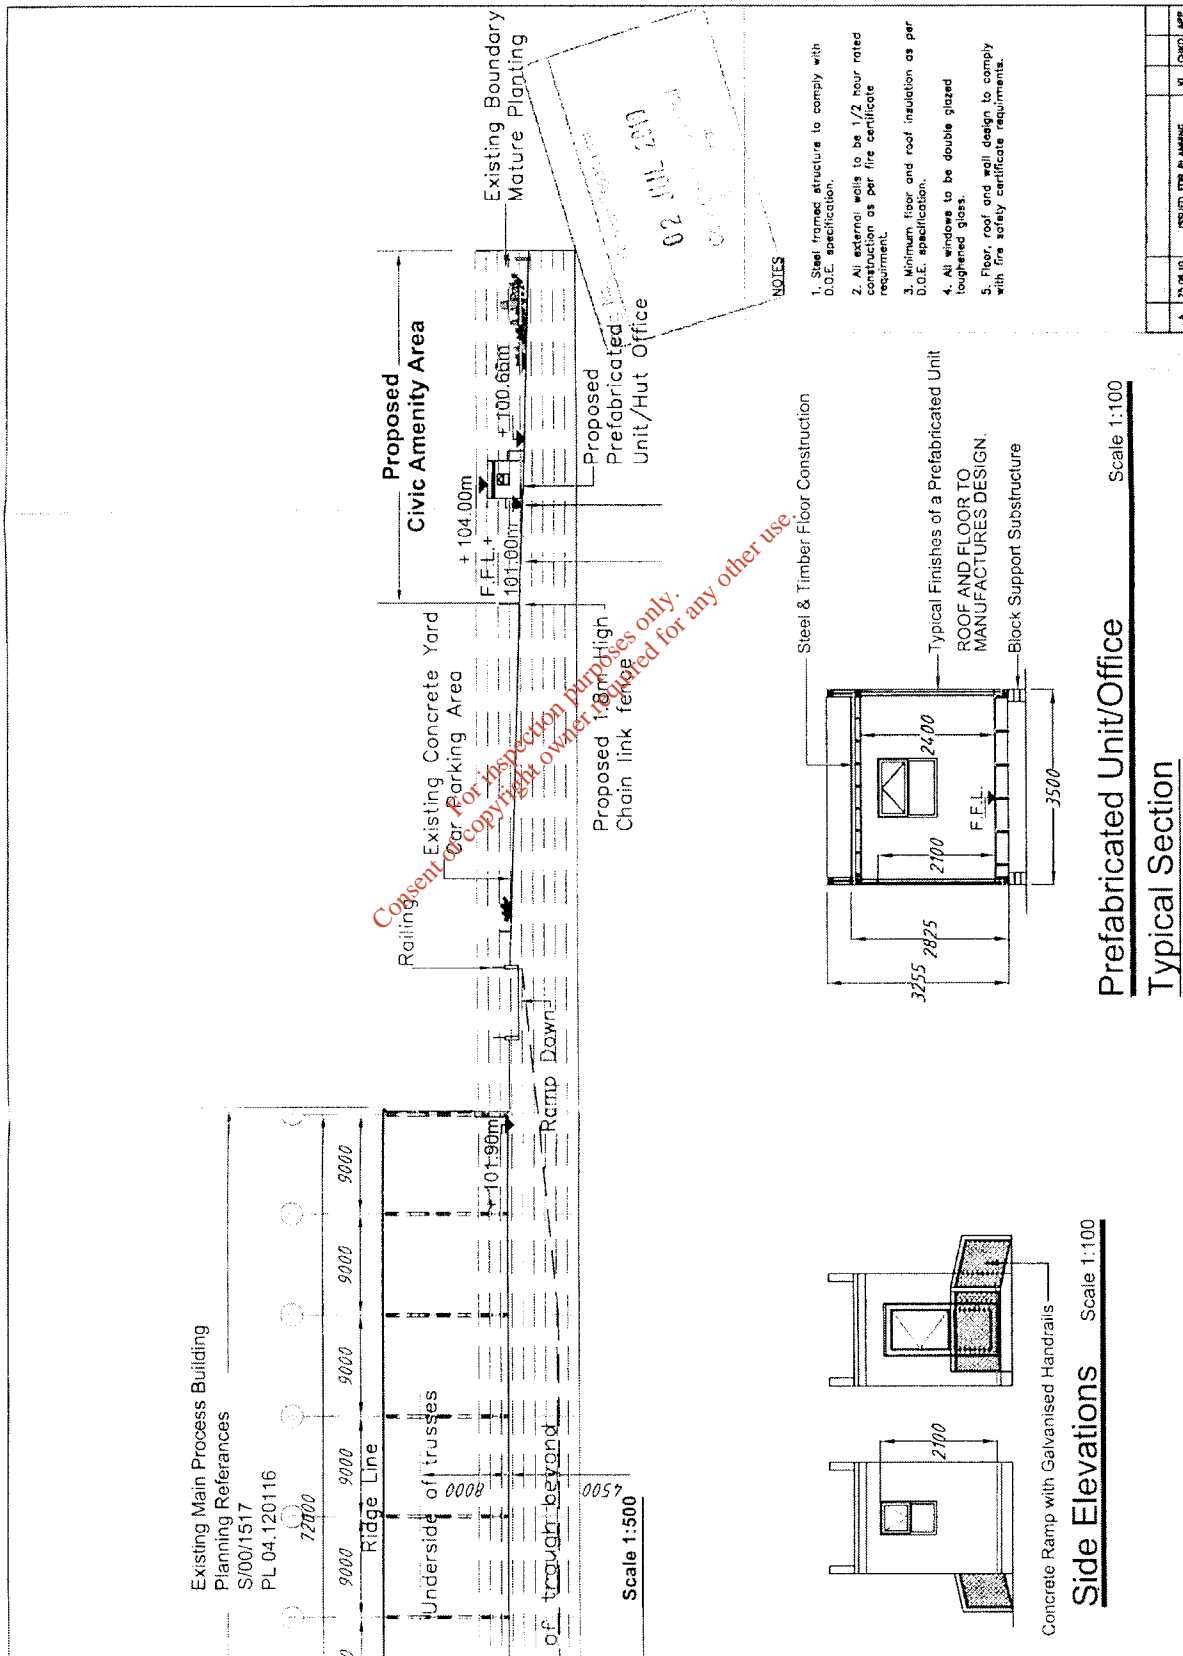 Existing Main Process Building
Planning Referances
S/00/1517
PL 04.120116
72000
9000
9000
9000
9000
9000
Ridge Line
Underside of trusses
8000
of trough beyond
4500
Scale 1:500
+ 101.90m
Ramp Down
Railing
Existing Concrete Yard
Car Parking Area
Proposed 1.8m High
Chain link fence
Proposed
Civic Amenity Area
+ 104.00m
F.F.L.+
101.00m
+ 100.66m
Proposed
Prefabricated
Unit/Hut Office
Existing Boundary
Mature Planting
02 JUL 2010
NOTES
1. Steel framed structure to comply with
D.O.E. specification.
2. All external walls to be 1/2 hour rated
construction as per fire certificate
requirment.
3. Minimum floor and roof insulation as per
D.O.E. specification.
4. All windows to be double glazed
toughened glass.
5. Floor, roof and wall design to comply
with fire safety certificate requirments.
For inspection purposes only.
Consent of copyright owner required for any other use.
2100
Concrete Ramp with Galvanised Handrails
Side Elevations Scale 1:100
3255
2825
2100
2400
F.F.L.
3500
Steel & Timber Floor Construction
Typical Finishes of a Prefabricated Unit
ROOF AND FLOOR TO
MANUFACTURES DESIGN.
Block Support Substructure
Prefabricated Unit/Office Scale 1:100
Typical Section
ISSUED FOR PLANNING